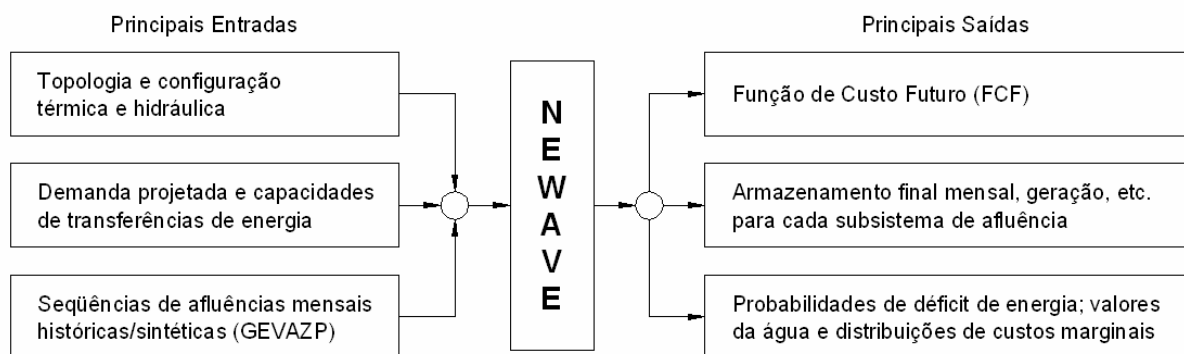 Principais Entradas
Topologia e configuração
térmica e hidráulica
Demanda projetada e capacidades
de transferências de energia
Seqüências de afluências mensais
históricas/sintéticas (GEVAZP)
N
E
W
A
V
E
Principais Saídas
Função de Custo Futuro (FCF)
Armazenamento final mensal, geração, etc.
para cada subsistema de afluência
Probabilidades de déficit de energia; valores
da água e distribuições de custos marginais